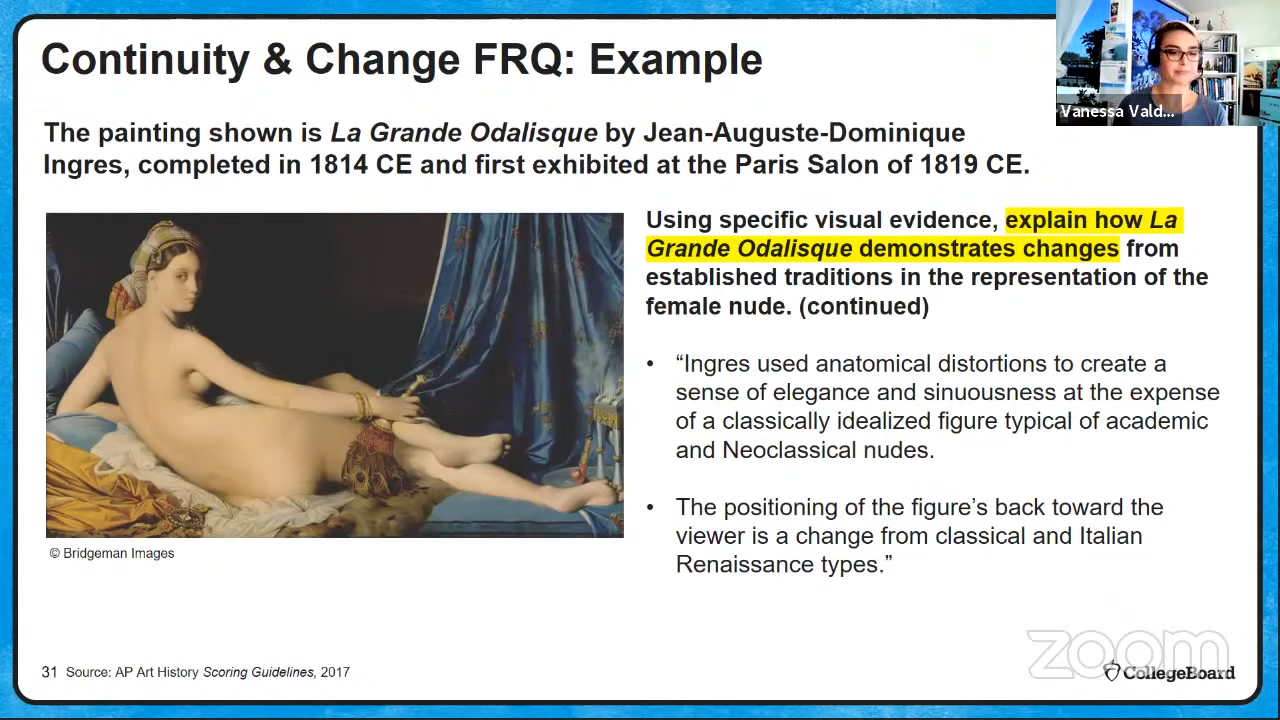 Continuity & Change FRQ: Example
Vanessa Vald...
The painting shown is La Grande Odalisque by Jean-Auguste-Dominique
Ingres, completed in 1814 CE and first exhibited at the Paris Salon of 1819 CE.
Using specific visual evidence, explain how La
Grande Odalisque demonstrates changes from
established traditions in the representation of the
female nude. (continued)
• “Ingres used anatomical distortions to create a
sense of elegance and sinuousness at the expense
of a classically idealized figure typical of academic
and Neoclassical nudes.
• The positioning of the figure’s back toward the
viewer is a change from classical and Italian
Renaissance types.”
© Bridgeman Images
zoom
31 Source: AP Art History Scoring Guidelines, 2017
CollegeBoard